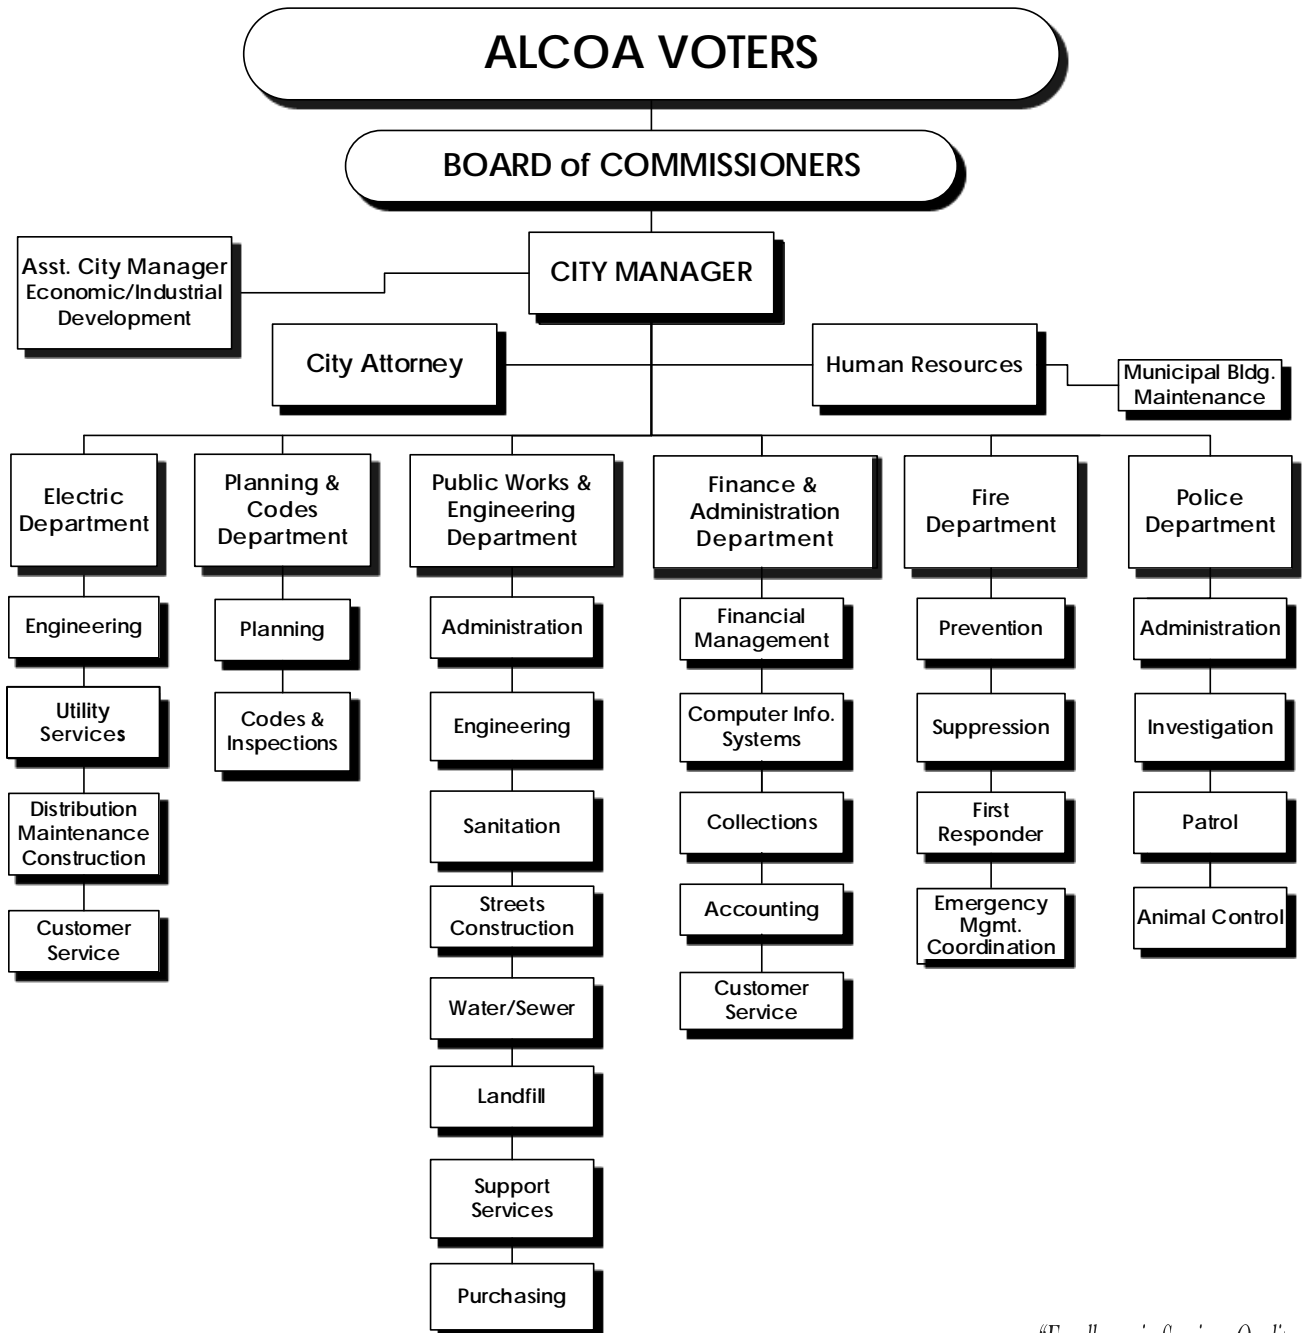 ALCOA VOTERS
BOARD of COMMISSIONERS
CITY MANAGER
Asst. City Manager
Economic/Industrial
Development
City Attorney
Human Resources
Municipal Bldg.
Maintenance
Electric
Department
Engineering
Utility
Services
Distribution
Maintenance
Construction
Customer
Service
Planning &
Codes
Department
Planning
Codes &
Inspections
Public Works &
Engineering
Department
Administration
Engineering
Sanitation
Streets
Construction
Water/Sewer
Landfill
Support
Services
Purchasing
Finance &
Administration
Department
Financial
Management
Computer Info.
Systems
Collections
Accounting
Customer
Service
Fire
Department
Prevention
Suppression
First
Responder
Emergency
Mgmt.
Coordination
Police
Department
Administration
Investigation
Patrol
Animal Control